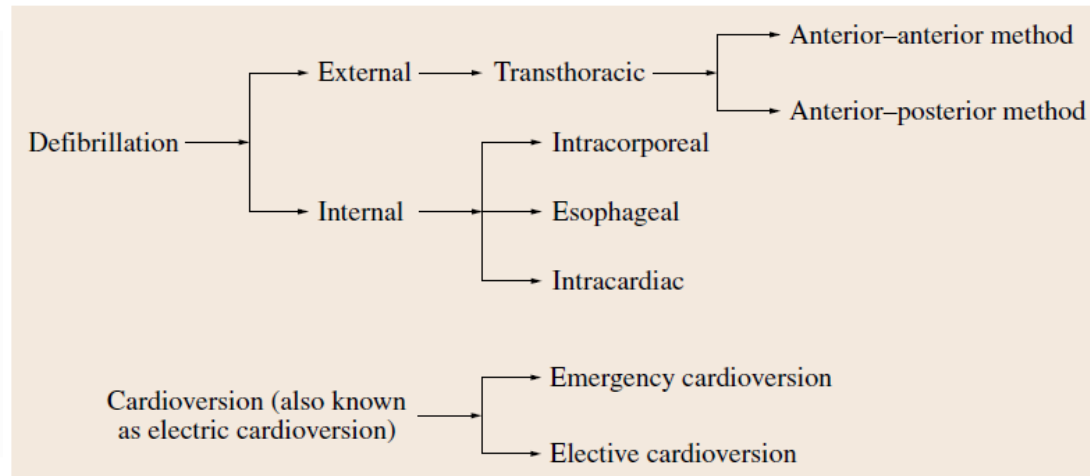 Anterior–anterior method
External
Transthoracic
Anterior–posterior method
Defibrillation
Intracorporeal
Internal
Esophageal
Intracardiac
Emergency cardioversion
Cardioversion (also known
as electric cardioversion)
Elective cardioversion